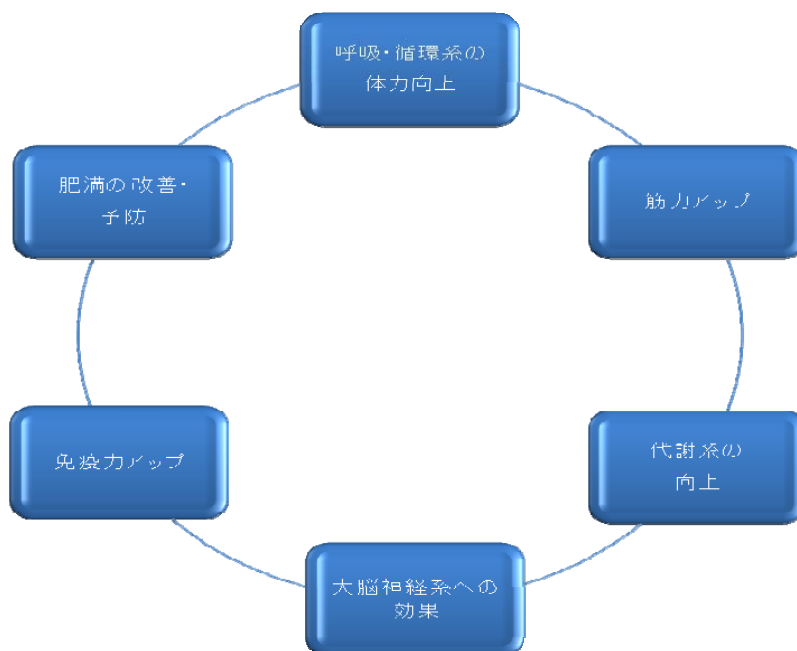 呼吸・循環系の
体力向上
肥満の改善・
予防
筋力アップ
免疫力アップ
代謝系の
向上
大脳神経系への
効果